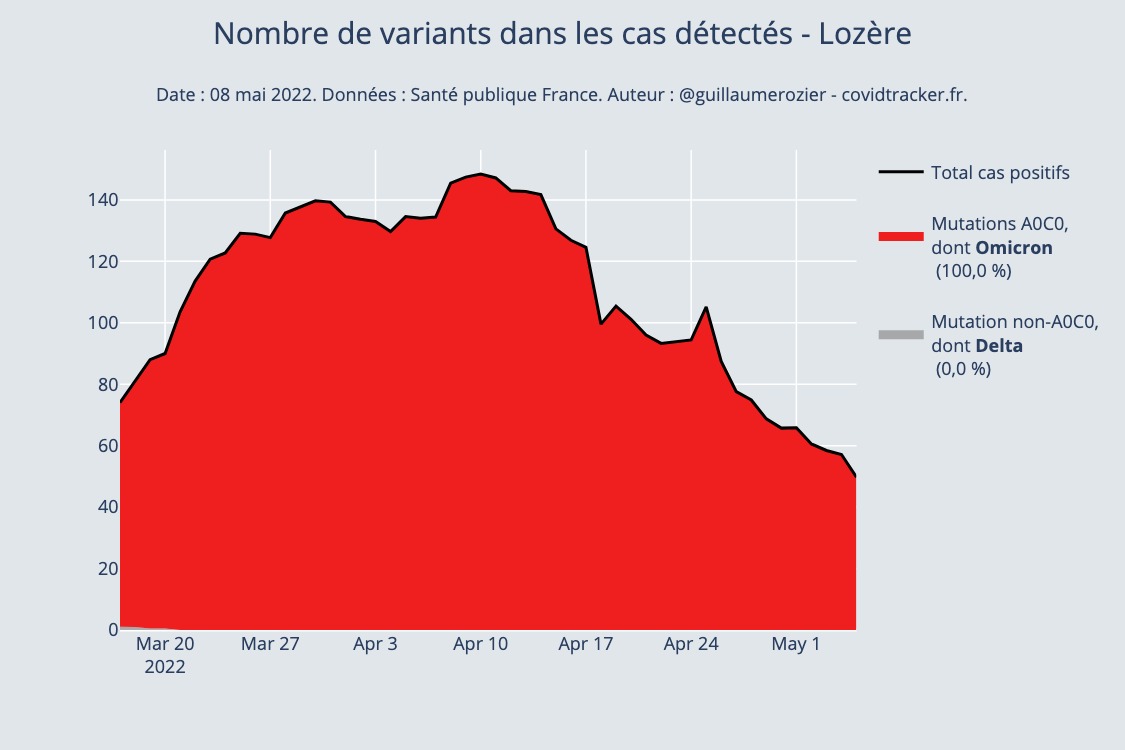 Nombre de variants dans les cas détectés - Lozère
Date : 08 mai 2022. Données : Santé publique France. Auteur : @guillaumerozier - covidtracker.fr.
Total cas positifs
Mutations A0C0,
dont Omicron
(100,0 %)
Mutation non-A0C0,
dont Delta
(0,0 %)
140
120
100
80
60
40
20
0
Mar 20 Mar 27 Apr 3 Apr 10 Apr 17 Apr 24 May 1
2022